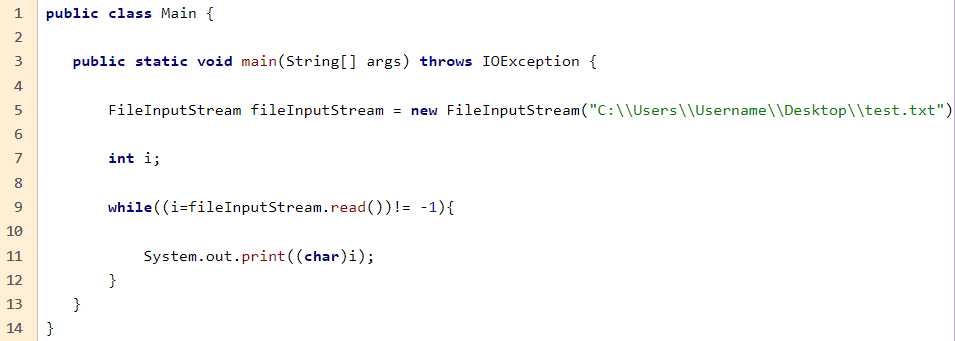 1 public class Main {
2
3 public static void main(String[] args) throws IOException {
4
5 FileInputStream fileInputStream = new FileInputStream("C:\\Users\\Username\\Desktop\\test.txt")
6
7 int i;
8
9 while((i=fileInputStream.read())!= -1){
10
11 System.out.print((char)i);
12 }
13 }
14 }